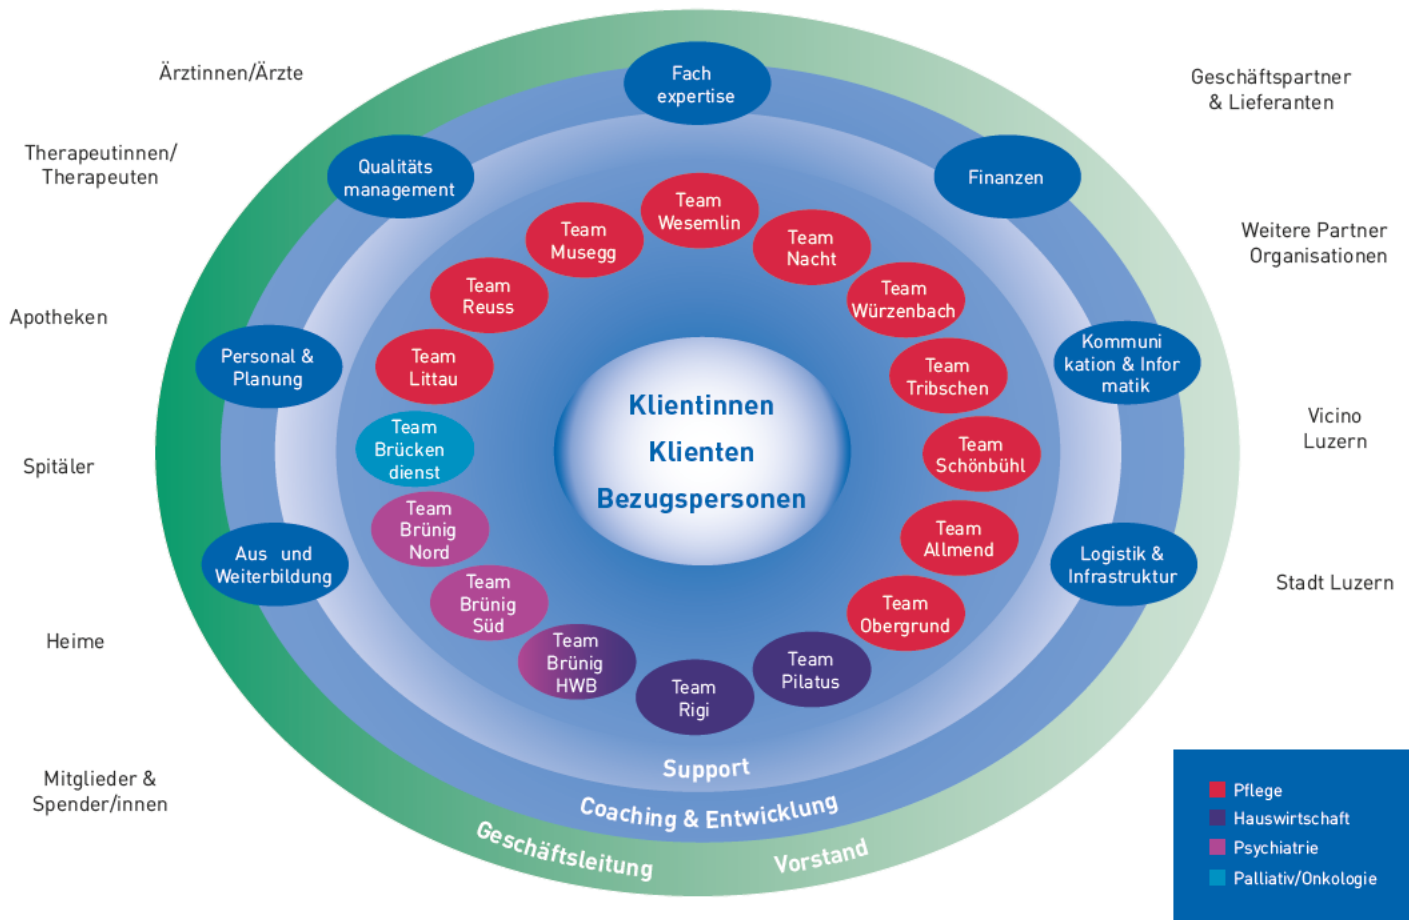 Ärztinnen/Ärzte
Therapeutinnen/
Therapeuten
Apotheken
Spitäler
Heime
Mitglieder &
Spender/innen
Fach
expertise
Qualitäts
management
Finanzen
Personal &
Planung
Kommuni
kation & Infor
matik
Aus und
Weiterbildung
Logistik &
Infrastruktur
Team
Wesemlin
Team
Musegg
Team
Nacht
Team
Reuss
Team
Würzenbach
Team
Littau
Team
Tribschen
Team
Brücken
dienst
Team
Schönbühl
Team
Brünig
Nord
Team
Allmend
Team
Brünig
Süd
Team
Obergrund
Team
Brünig
HWB
Team
Rigi
Team
Pilatus
Klientinnen
Klienten
Bezugspersonen
Support
Coaching & Entwicklung
Geschäftsleitung
Vorstand
Geschäftspartner
& Lieferanten
Weitere Partner
Organisationen
Vicino
Luzern
Stadt Luzern
Pflege
Hauswirtschaft
Psychiatrie
Palliativ/Onkologie